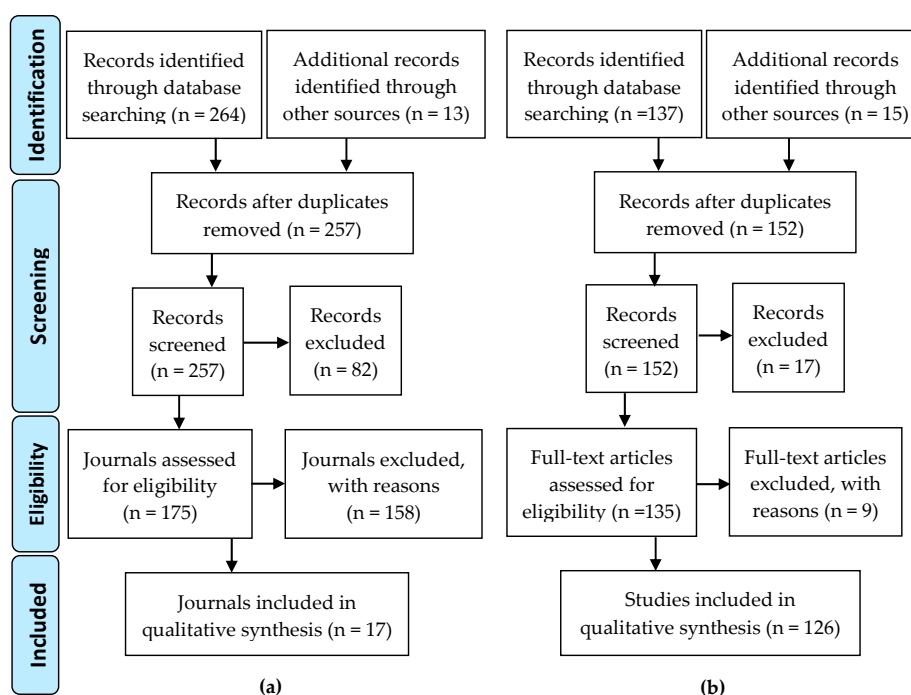 Identification
Records identified
through database
searching (n = 264)
Additional records
identified through
other sources (n = 13)
Screening
Records after duplicates
removed (n = 257)
Records
screened
(n = 257)
Records
excluded
(n = 82)
Eligibility
Journals assessed
for eligibility
(n = 175)
Journals excluded,
with reasons
(n = 158)
Included
Journals included in
qualitative synthesis (n = 17)
(a)
Records identified
through database
searching (n =137)
Additional records
identified through
other sources (n = 15)
Records after duplicates
removed (n = 152)
Records
screened
(n = 152)
Records
excluded
(n = 17)
Full-text articles
assessed for
eligibility (n =135)
Full-text articles
excluded, with
reasons (n = 9)
Studies included in
qualitative synthesis (n = 126)
(b)